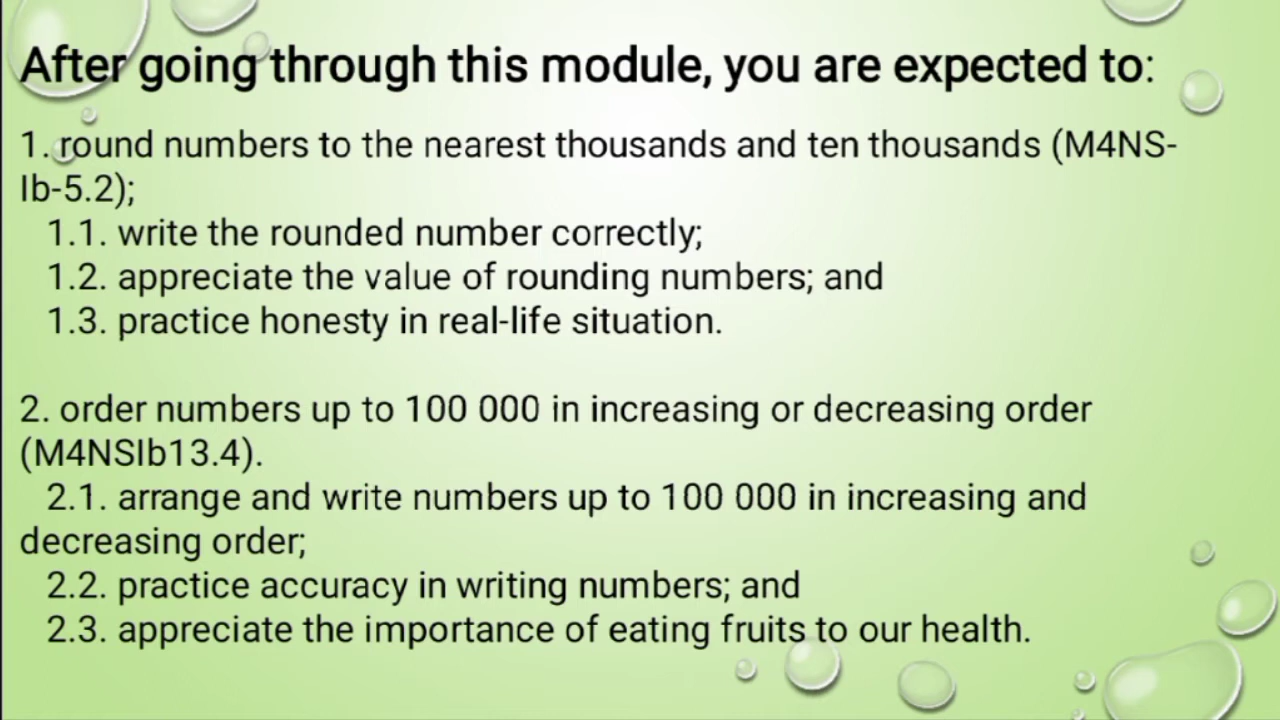 After going through this module, you are expected to:
1. round numbers to the nearest thousands and ten thousands (M4NS-
Ib-5.2);
1.1. write the rounded number correctly;
1.2. appreciate the value of rounding numbers; and
1.3. practice honesty in real-life situation.
2. order numbers up to 100 000 in increasing or decreasing order
(M4NSIb13.4).
2.1. arrange and write numbers up to 100 000 in increasing and
decreasing order;
2.2. practice accuracy in writing numbers; and
2.3. appreciate the importance of eating fruits to our health.